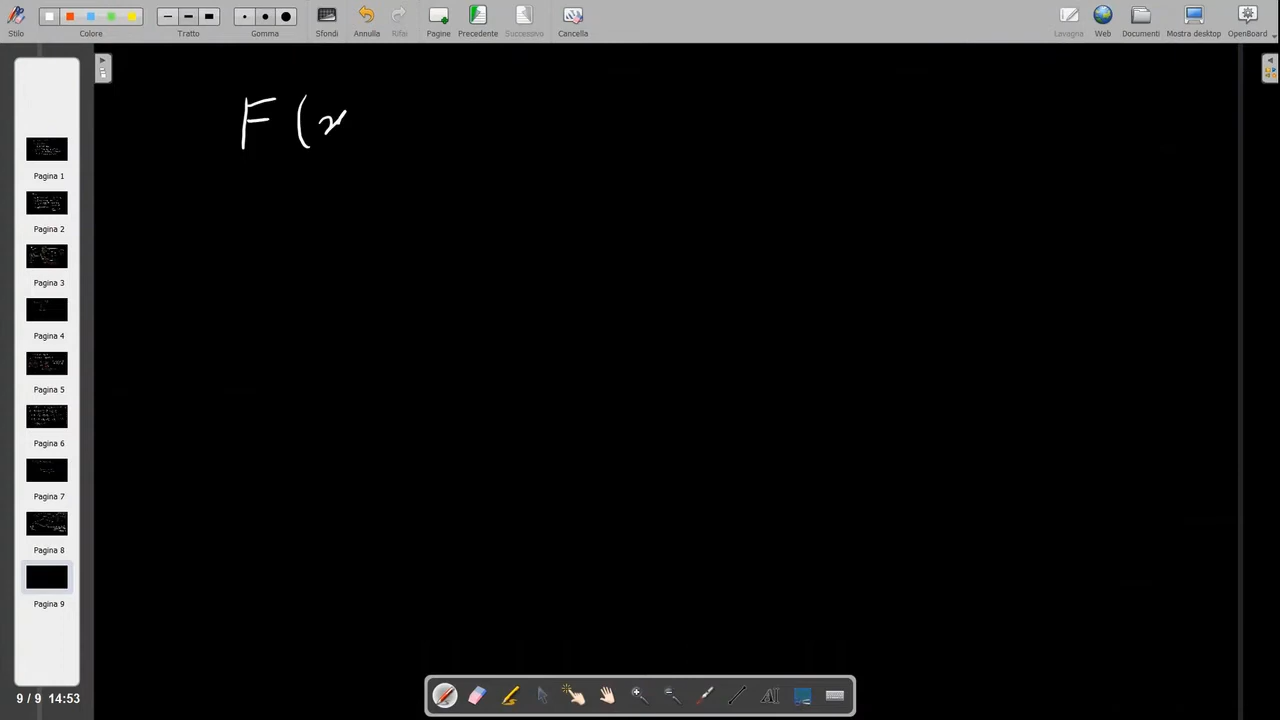 Stilo Colore Tratto Gomma Sfondi Annulla Rifai Pagine Precedente Successivo Cancella Lavagna Web Documenti Mostra desktop OpenBoard
F (x
Pagina 1
Pagina 2
Pagina 3
Pagina 4
Pagina 5
Pagina 6
Pagina 7
Pagina 8
Pagina 9
9 / 9 14:53
AI